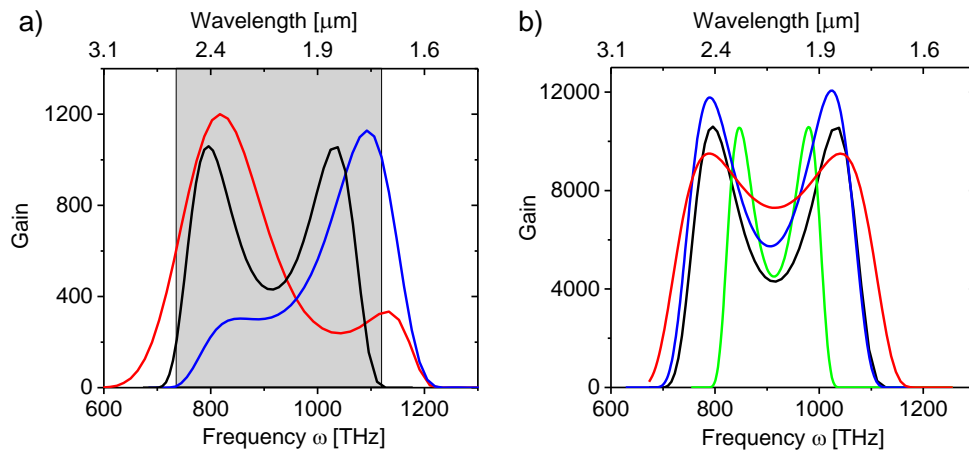 a)
Wavelength [μm]
3.1 2.4 1.9 1.6
1200
800
400
0
Gain
600 800 1000 1200
Frequency ω [THz]
b)
Wavelength [μm]
3.1 2.4 1.9 1.6
12000
8000
4000
0
Gain
600 800 1000 1200
Frequency ω [THz]